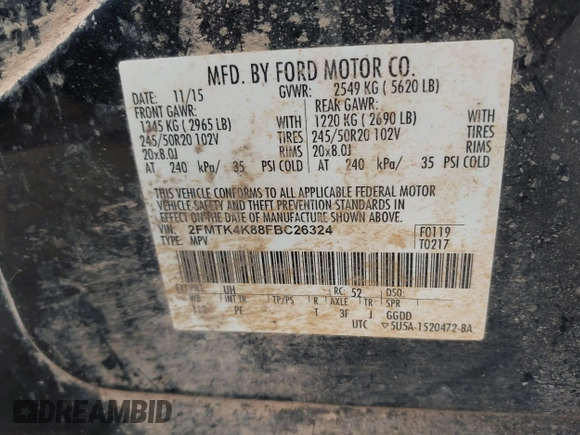 MFD. BY FORD MOTOR CO.
DATE: 11/15 GVWR: 2549 KG ( 5620 LB)
FRONT GAWR: REAR GAWR:
1345 KG ( 2965 LB) WITH 1220 KG ( 2690 LB) WITH
245/50R20 102V TIRES 245/50R20 102V TIRES
20x8.0J RIMS 20x8.0J RIMS
AT 240 kPa/ 35 PSI COLD AT 240 kPa/ 35 PSI COLD
THIS VEHICLE CONFORMS TO ALL APPLICABLE FEDERAL MOTOR
VEHICLE SAFETY AND THEFT PREVENTION STANDARDS IN
EFFECT ON THE DATE OF MANUFACTURE SHOWN ABOVE.
VIN: 2FMTK4K88FBC26324 F0119
TYPE: MPV T0217
EXT PNT: UH RC: 52 DSO:
WB INT TR TP/PS R AXLE TR SPR
112 PE T 3F J GGDD
UTC ▽5U5A-1520472-BA
DREAMBID